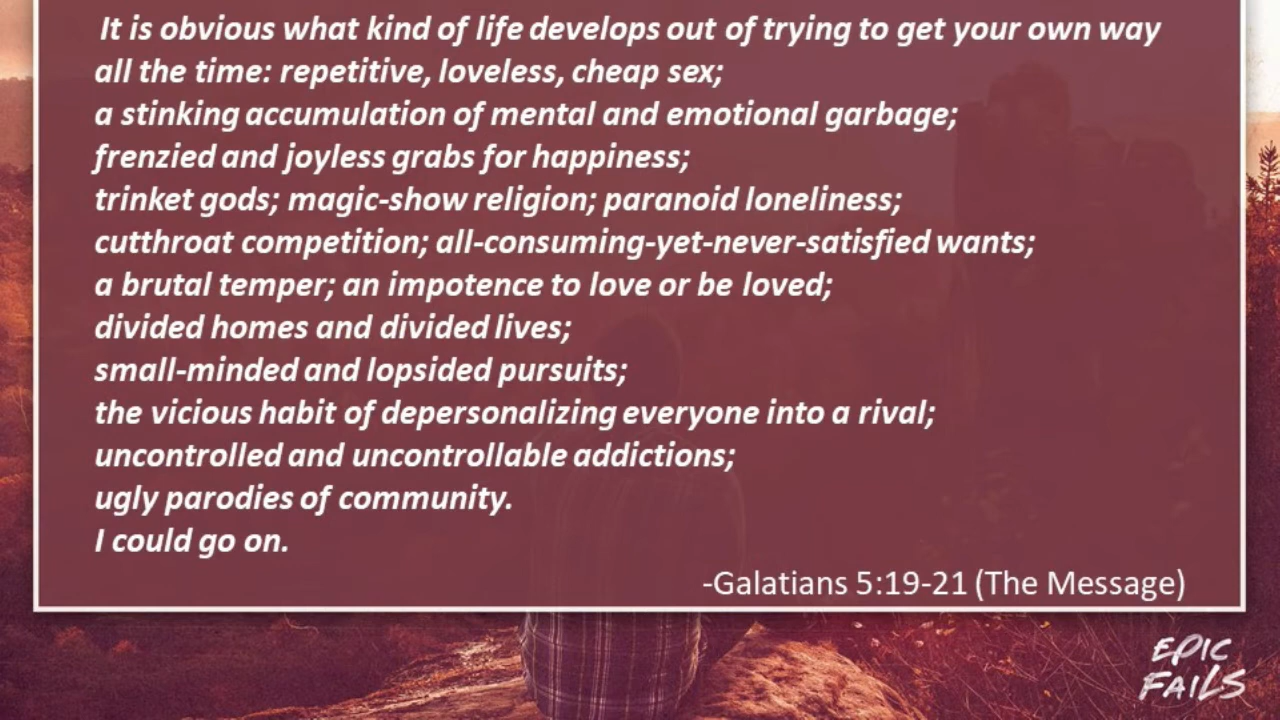 It is obvious what kind of life develops out of trying to get your own way
all the time: repetitive, loveless, cheap sex;
a stinking accumulation of mental and emotional garbage;
frenzied and joyless grabs for happiness;
trinket gods; magic-show religion; paranoid loneliness;
cutthroat competition; all-consuming-yet-never-satisfied wants;
a brutal temper; an impotence to love or be loved;
divided homes and divided lives;
small-minded and lopsided pursuits;
the vicious habit of depersonalizing everyone into a rival;
uncontrolled and uncontrollable addictions;
ugly parodies of community.
I could go on.
-Galatians 5:19-21 (The Message)
EPIC
FAILS